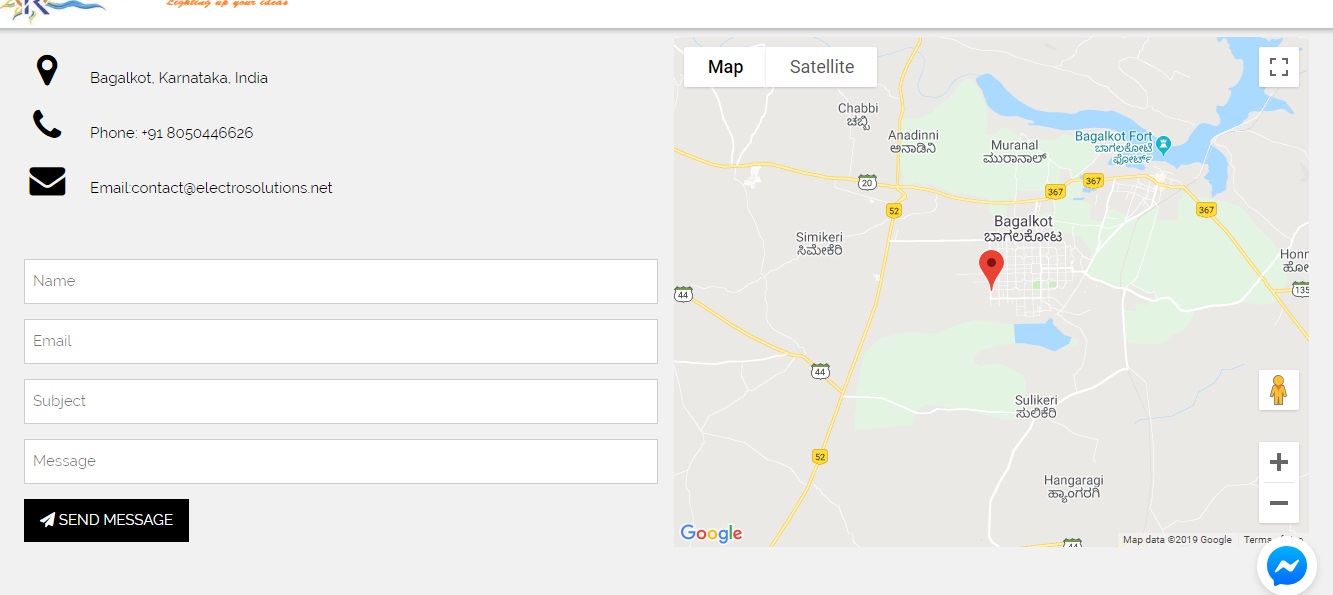 Lighting up your ideas
Bagalkot, Karnataka, India
Phone: +91 8050446626
Email:contact@electrosolutions.net
Name
Email
Subject
Message
SEND MESSAGE
Map
Satellite
Chabbi
ಚಬ್ಬಿ
Anadinni
ಅನಾಡಿನಿ
Muranal
ಮುರಾನಾಲ್
Bagalkot Fort
ಬಾಗಲಕೋಟೆ
ಫೋರ್ಟ್
20
367
367
52
367
Bagalkot
ಬಾಗಲಕೋಟ
Simikeri
ಸಿಮೀಕೆರಿ
Honn
ಹೋ
44
135
44
Sulikeri
ಸುಲಿಕೆರಿ
52
Hangaragi
ಹ್ಯಾಂಗರಗಿ
Google
44
Map data ©2019 Google
Terms